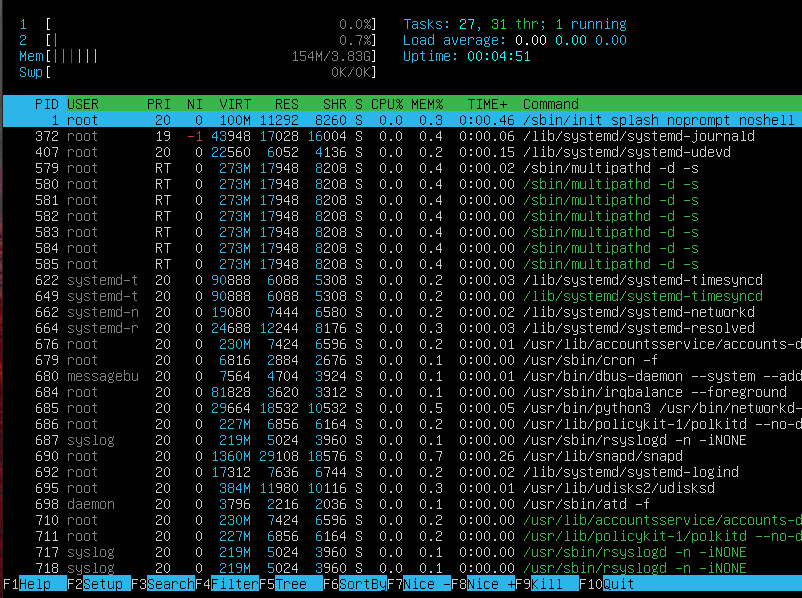 1 [ 0.0%] Tasks: 27, 31 thr; 1 running
2 [| 0.7%] Load average: 0.00 0.00 0.00
Mem[|||||| 154M/3.83G] Uptime: 00:04:51
Swp[ 0K/0K]
PID USER PRI NI VIRT RES SHR S CPU% MEM% TIME+ Command
1 root 20 0 100M 11292 8260 S 0.0 0.3 0:00.46 /sbin/init splash noprompt noshell
372 root 19 -1 43948 17028 16004 S 0.0 0.4 0:00.06 /lib/systemd/systemd-journald
407 root 20 0 22560 6052 4136 S 0.0 0.2 0:00.15 /lib/systemd/systemd-udevd
579 root RT 0 273M 17948 8208 S 0.0 0.4 0:00.02 /sbin/multipathd -d -s
580 root RT 0 273M 17948 8208 S 0.0 0.4 0:00.00 /sbin/multipathd -d -s
581 root RT 0 273M 17948 8208 S 0.0 0.4 0:00.00 /sbin/multipathd -d -s
582 root RT 0 273M 17948 8208 S 0.0 0.4 0:00.00 /sbin/multipathd -d -s
583 root RT 0 273M 17948 8208 S 0.0 0.4 0:00.00 /sbin/multipathd -d -s
584 root RT 0 273M 17948 8208 S 0.0 0.4 0:00.00 /sbin/multipathd -d -s
585 root RT 0 273M 17948 8208 S 0.0 0.4 0:00.00 /sbin/multipathd -d -s
622 systemd-t 20 0 90888 6088 5308 S 0.0 0.2 0:00.03 /lib/systemd/systemd-timesyncd
649 systemd-t 20 0 90888 6088 5308 S 0.0 0.2 0:00.00 /lib/systemd/systemd-timesyncd
662 systemd-n 20 0 19080 7444 6580 S 0.0 0.2 0:00.02 /lib/systemd/systemd-networkd
664 systemd-r 20 0 24688 12244 8176 S 0.0 0.3 0:00.03 /lib/systemd/systemd-resolved
676 root 20 0 230M 7424 6596 S 0.0 0.2 0:00.01 /usr/lib/accountsservice/accounts-d
679 root 20 0 6816 2884 2676 S 0.0 0.1 0:00.00 /usr/sbin/cron -f
680 messagebu 20 0 7564 4704 3924 S 0.0 0.1 0:00.01 /usr/bin/dbus-daemon --system --add
684 root 20 0 81828 3620 3312 S 0.0 0.1 0:00.00 /usr/sbin/irqbalance --foreground
685 root 20 0 29664 18532 10532 S 0.0 0.5 0:00.05 /usr/bin/python3 /usr/bin/networkd-
686 root 20 0 227M 6856 6164 S 0.0 0.2 0:00.00 /usr/lib/policykit-1/polkitd --no-d
687 syslog 20 0 219M 5024 3960 S 0.0 0.1 0:00.01 /usr/sbin/rsyslogd -n -iNONE
690 root 20 0 1360M 29108 18576 S 0.0 0.7 0:00.26 /usr/lib/snapd/snapd
692 root 20 0 17312 7636 6744 S 0.0 0.2 0:00.02 /lib/systemd/systemd-logind
695 root 20 0 384M 11980 10116 S 0.0 0.3 0:00.01 /usr/lib/udisks2/udisksd
698 daemon 20 0 3796 2216 2036 S 0.0 0.1 0:00.00 /usr/sbin/atd -f
710 root 20 0 230M 7424 6596 S 0.0 0.2 0:00.00 /usr/lib/accountsservice/accounts-d
711 root 20 0 227M 6856 6164 S 0.0 0.2 0:00.00 /usr/lib/policykit-1/polkitd --no-d
717 syslog 20 0 219M 5024 3960 S 0.0 0.1 0:00.00 /usr/sbin/rsyslogd -n -iNONE
718 syslog 20 0 219M 5024 3960 S 0.0 0.1 0:00.00 /usr/sbin/rsyslogd -n -iNONE
F1Help F2Setup F3SearchF4FilterF5Tree F6SortByF7Nice -F8Nice +F9Kill F10Quit